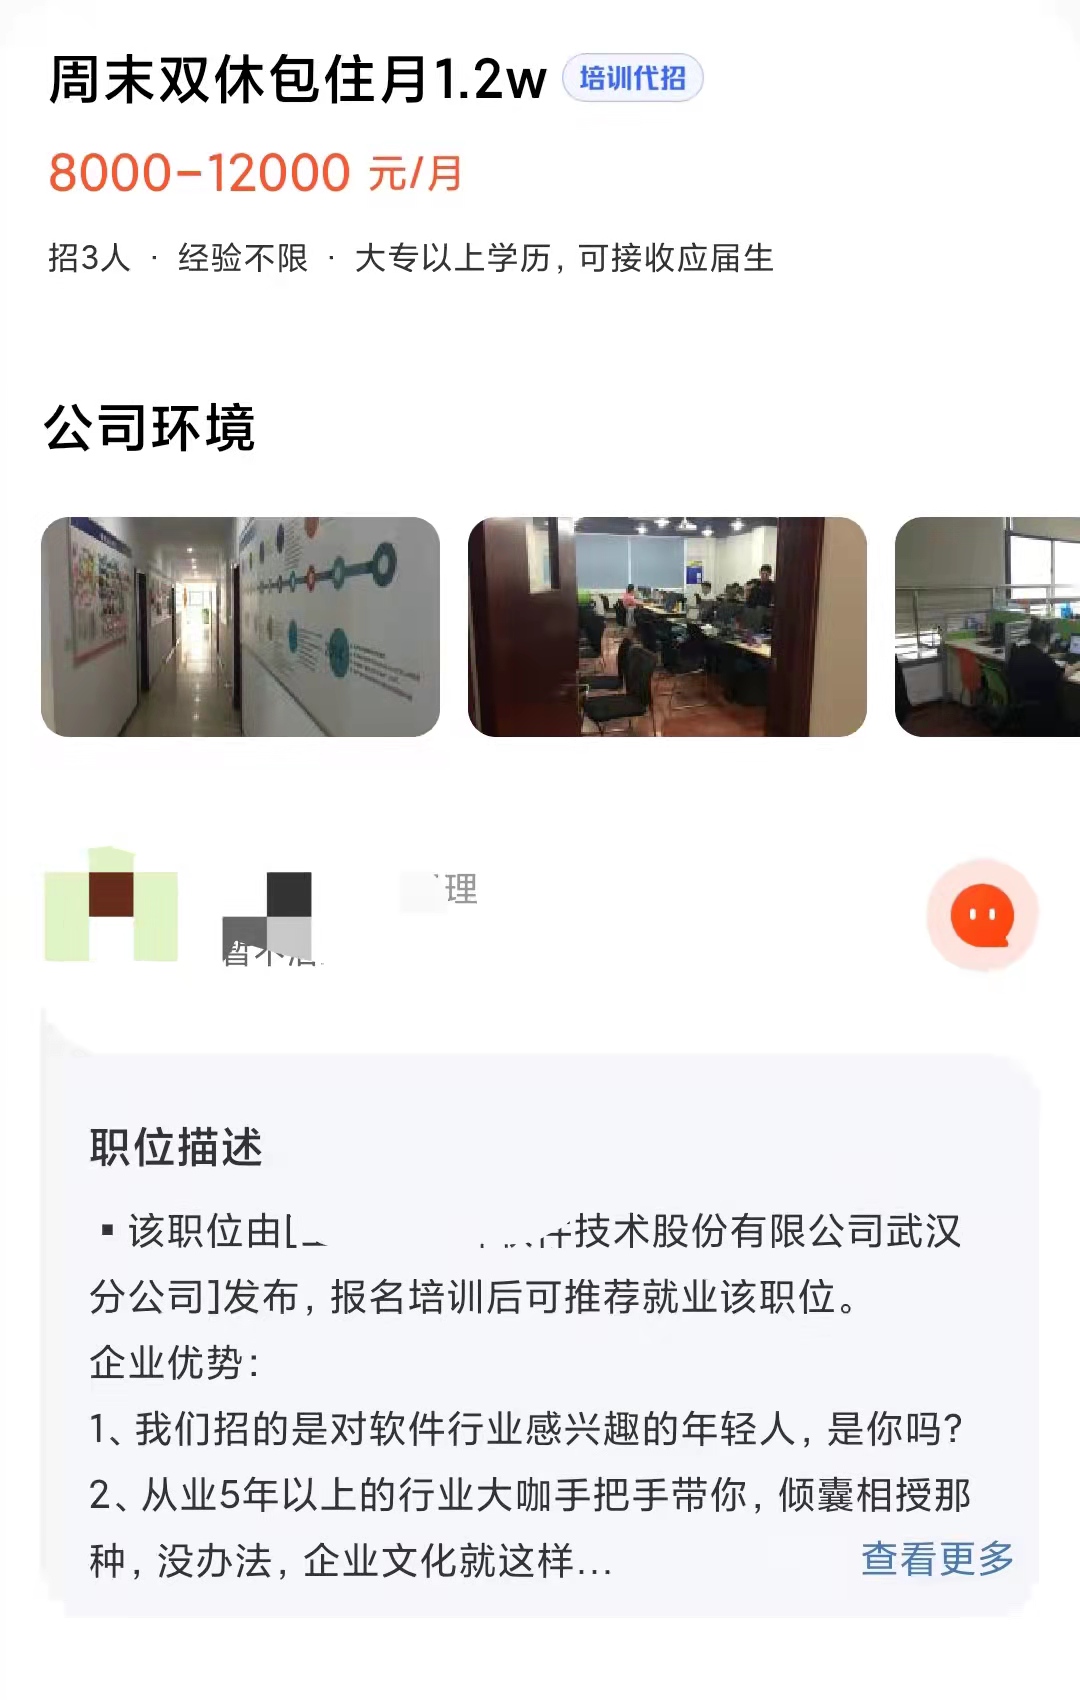 周末双休包住月1.2w 培训代招
8000-12000 元/月
招3人 · 经验不限 · 大专以上学历, 可接收应届生
公司环境
理
职位描述
▪ 该职位由[ 技术股份有限公司武汉
分公司]发布, 报名培训后可推荐就业该职位。
企业优势:
1、我们招的是对软件行业感兴趣的年轻人, 是你吗?
2、从业5年以上的行业大咖手把手带你, 倾囊相授那
种, 没办法, 企业文化就这样... 查看更多